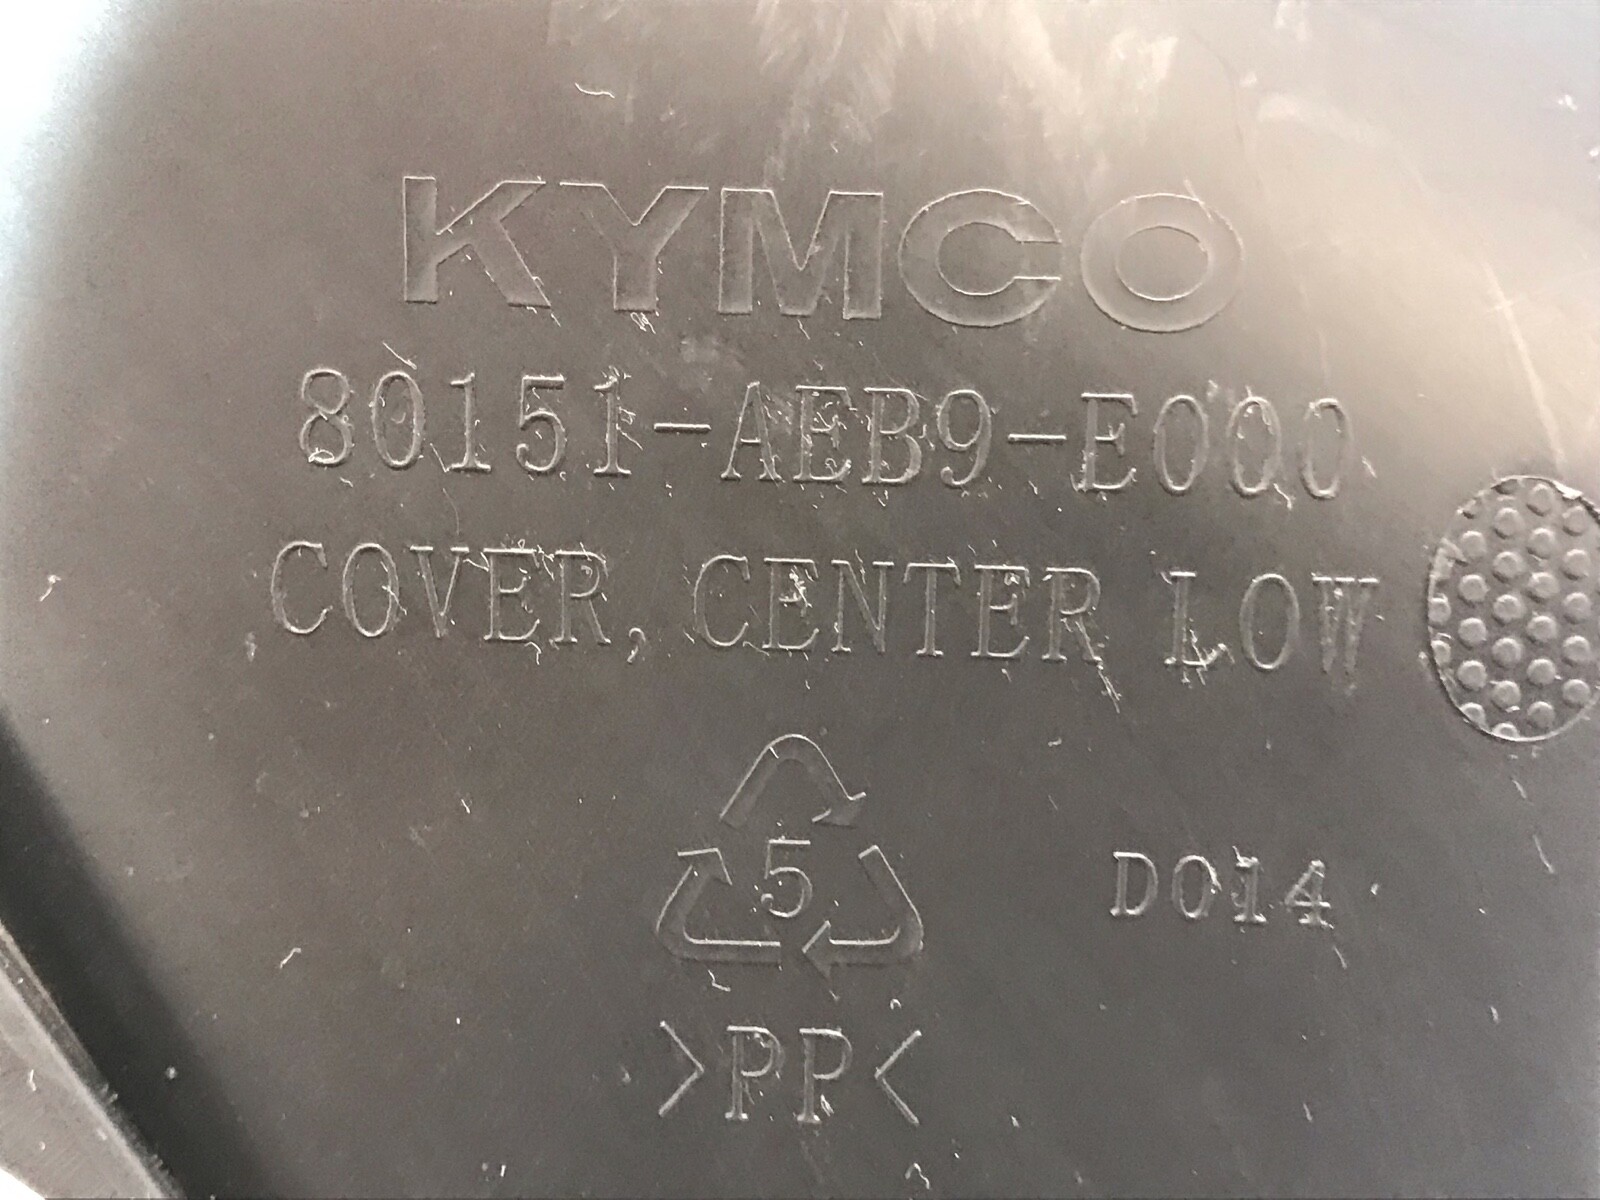 KYMCO
80151-AEB9-E000
COVER, CENTER LOW
5
D014
>PP<